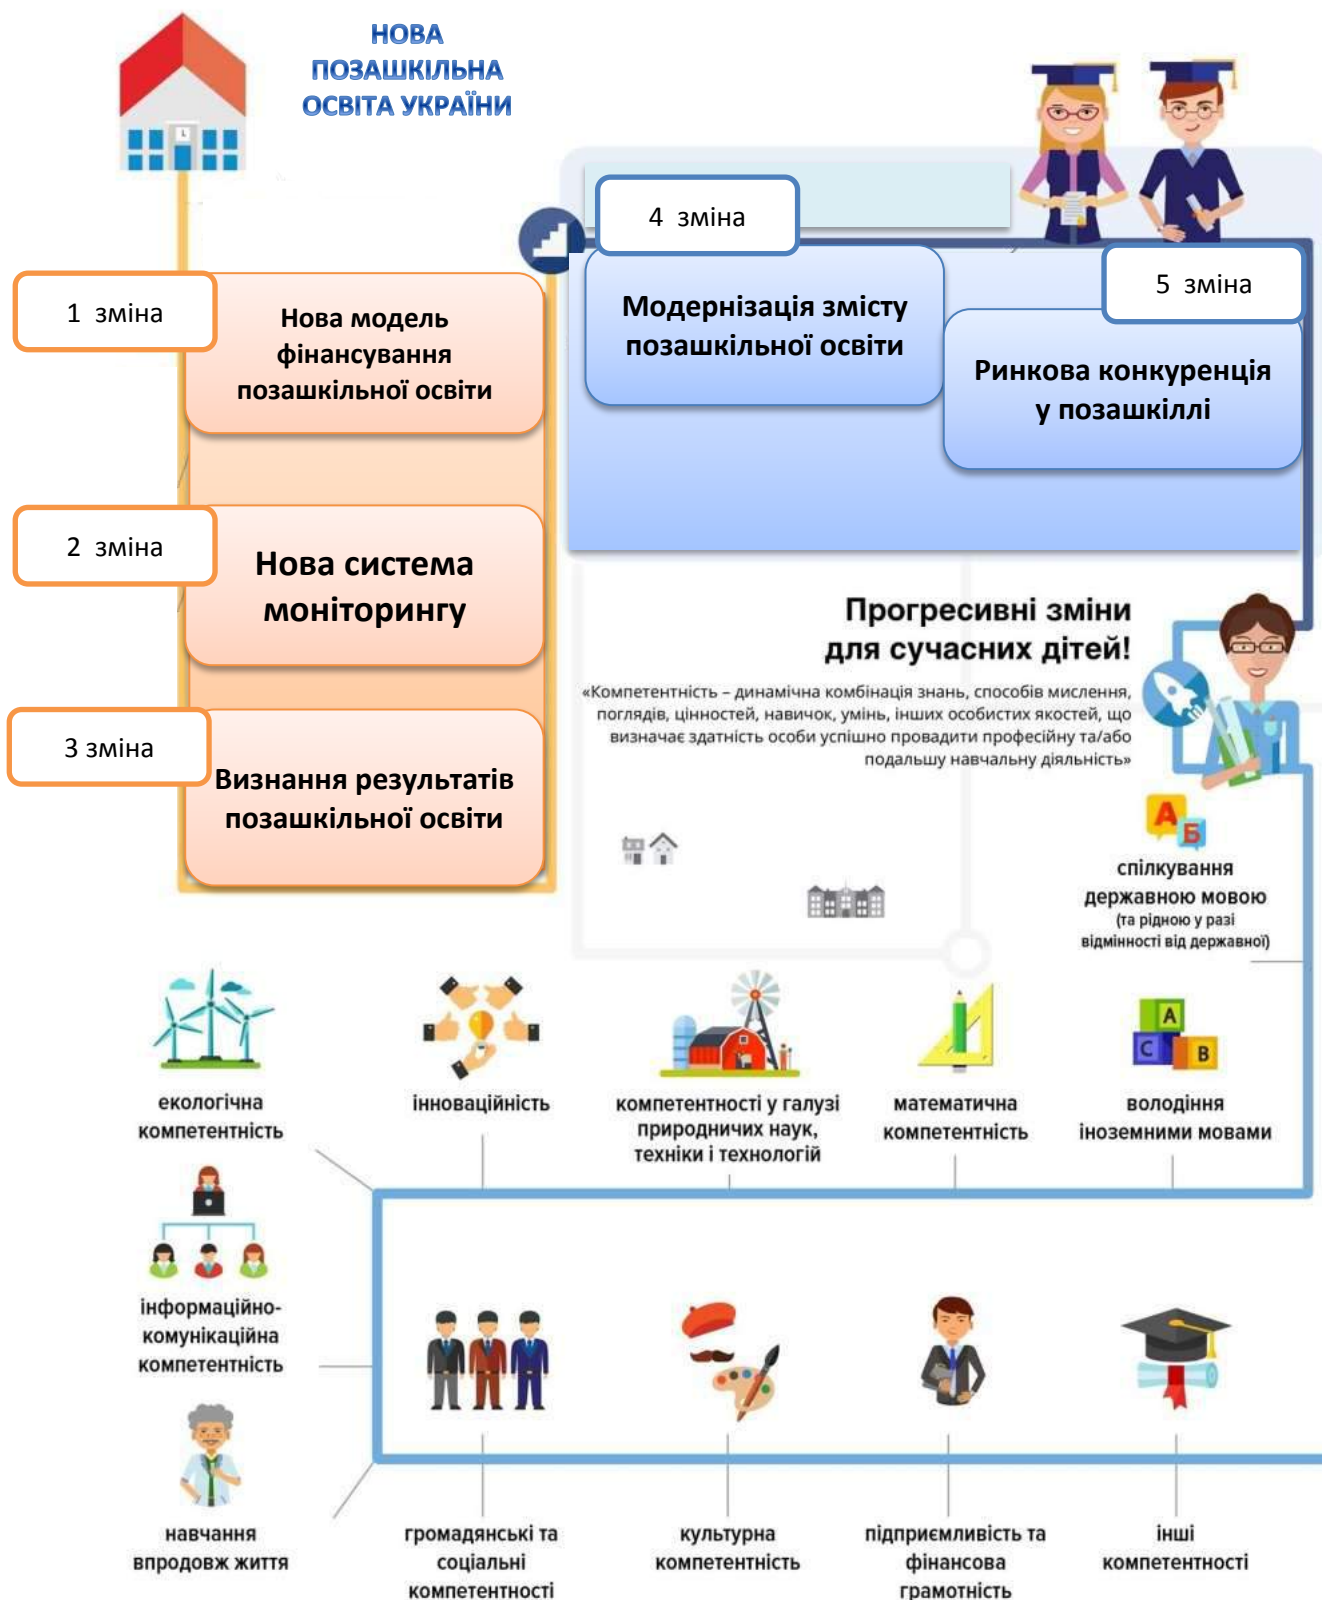 НОВА
ПОЗАШКІЛЬНА
ОСВІТА УКРАЇНИ
1 зміна
Нова модель
фінансування
позашкільної освіти
2 зміна
Нова система
моніторингу
3 зміна
Визнання результатів
позашкільної освіти
4 зміна
Модернізація змісту
позашкільної освіти
5 зміна
Ринкова конкуренція
у позашкіллі
Прогресивні зміни
для сучасних дітей!
«Компетентність – динамічна комбінація знань, способів мислення,
поглядів, цінностей, навичок, умінь, інших особистих якостей, що
визначає здатність особи успішно провадити професійну та/або
подальшу навчальну діяльність»
А
Б
спілкування
державною мовою
(та рідною у разі
відмінності від державної)
екологічна
компетентність
інноваційність
компетентності у галузі
природничих наук,
техніки і технологій
математична
компетентність
A
C
B
володіння
іноземними мовами
інформаційно-
комунікаційна
компетентність
навчання
впродовж життя
громадянські та
соціальні
компетентності
культурна
компетентність
підприємливість та
фінансова
грамотність
інші
компетентності